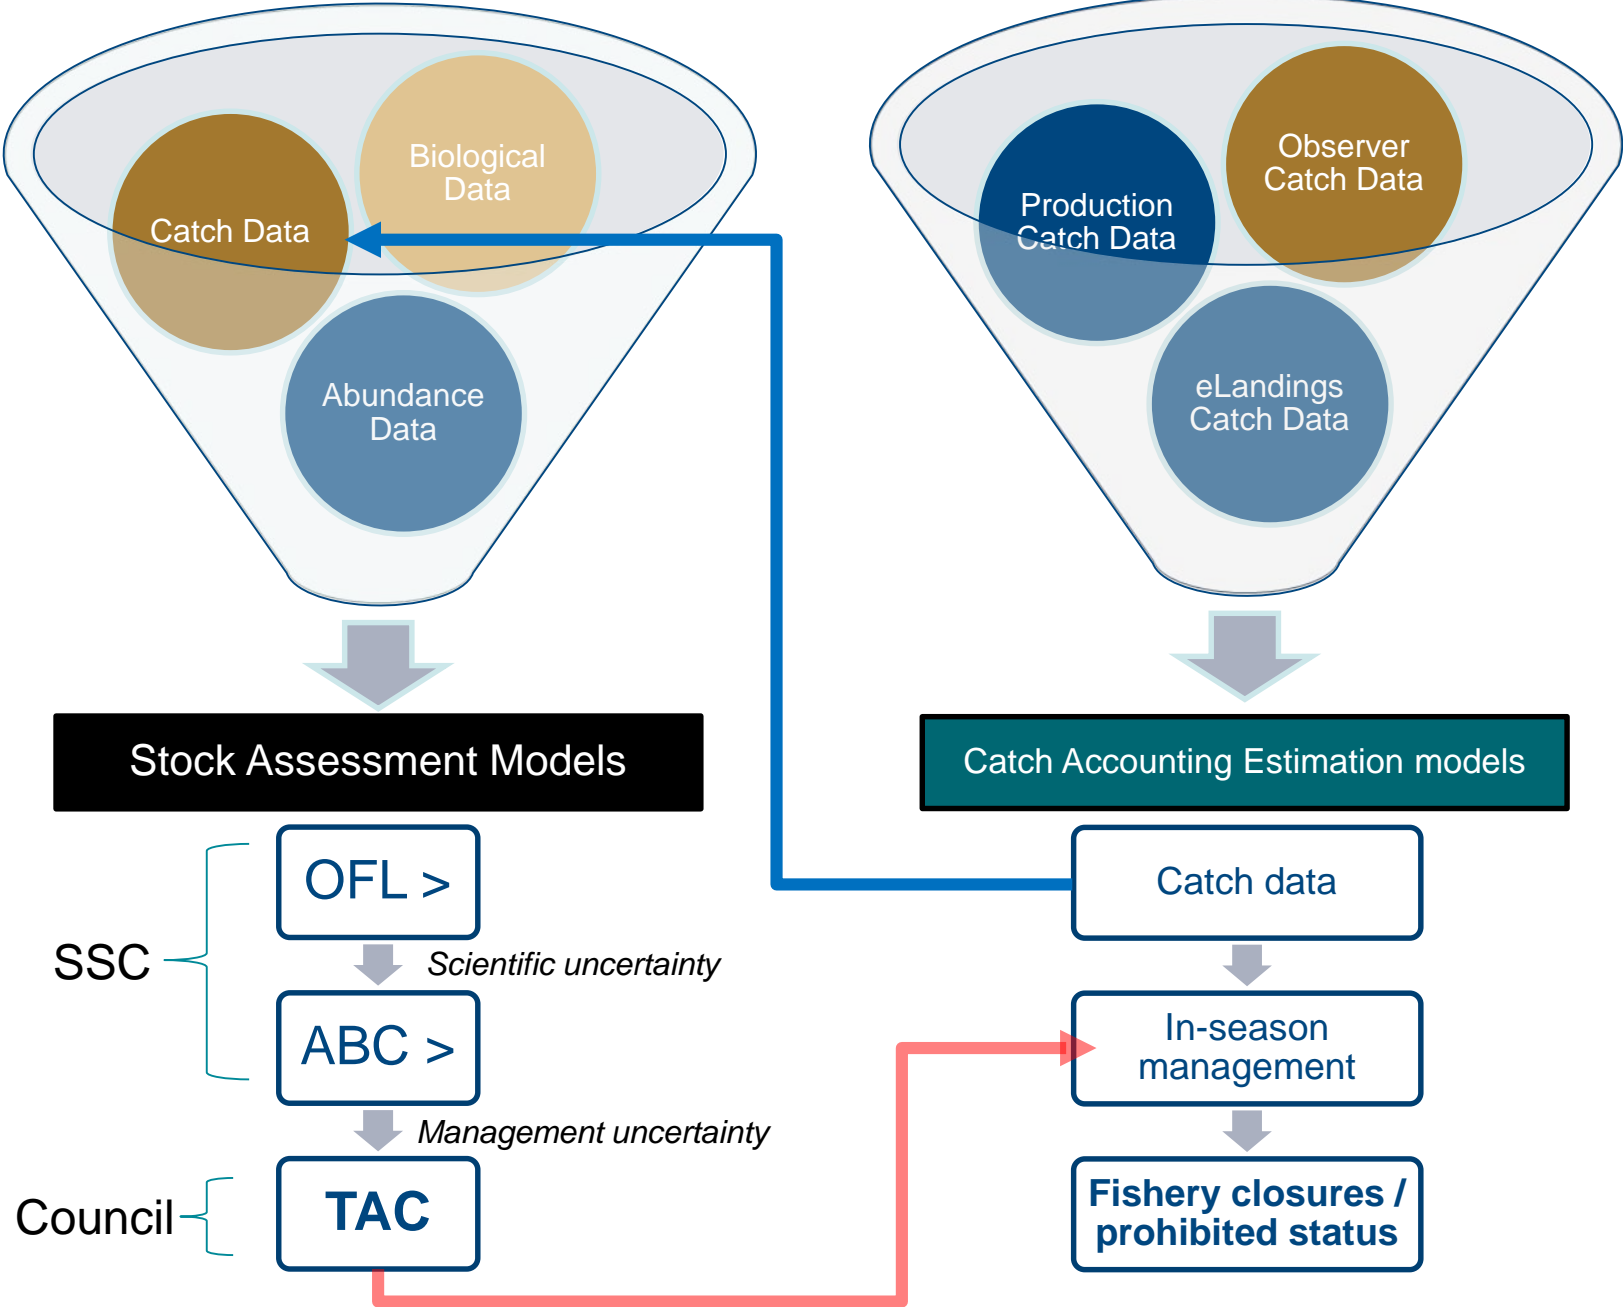 Biological
Data
Catch Data
Abundance
Data
Observer
Catch Data
Production
Catch Data
eLandings
Catch Data
Stock Assessment Models
OFL >
SSC
Scientific uncertainty
ABC >
Management uncertainty
Council
TAC
Catch Accounting Estimation models
Catch data
In-season
management
Fishery closures /
prohibited status